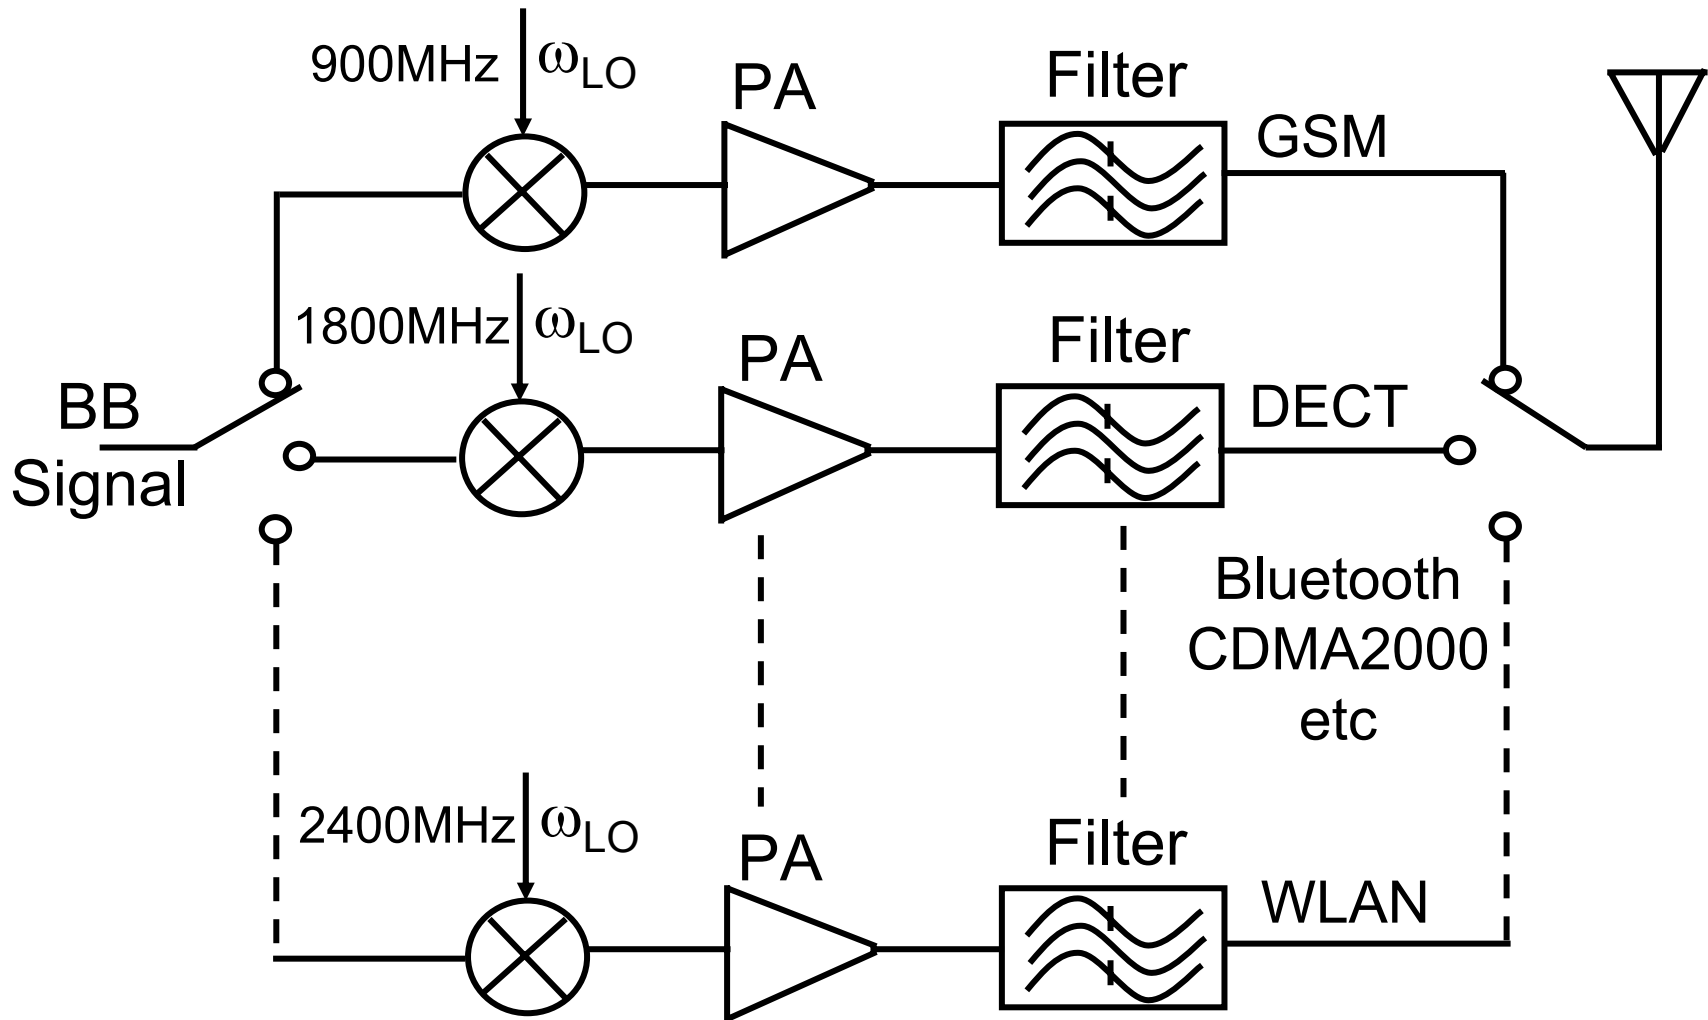 900MHz
ωLO
PA
Filter
GSM
1800MHz
ωLO
PA
Filter
DECT
BB
Signal
Bluetooth
CDMA2000
etc
2400MHz
ωLO
PA
Filter
WLAN